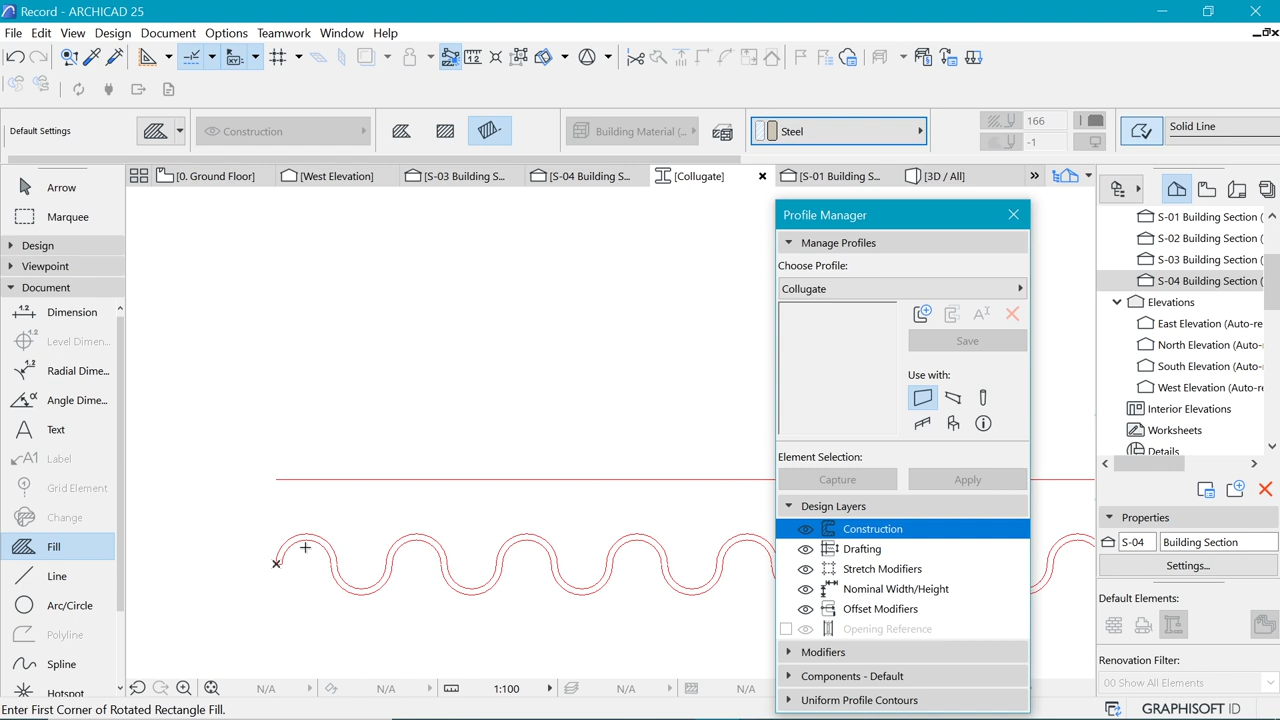 Record - ARCHICAD 25
File Edit View Design Document Options Teamwork Window Help
Default Settings
Construction
Building Material (...
Steel
166
-1
Solid Line
[0. Ground Floor]
[West Elevation]
[S-03 Building S...
[S-04 Building S...
[Collugate]
[S-01 Building S...
[3D / All]
Arrow
Marquee
Design
Viewpoint
Document
1.2
Dimension
1.2
Level Dimen...
1.2
Radial Dime...
Angle Dime...
Text
A1 Label
Grid Element
Change
Fill
Line
Arc/Circle
Polyline
Spline
Hotspot
Profile Manager
Manage Profiles
Choose Profile:
Collugate
Save
Use with:
Element Selection:
Capture
Apply
Design Layers
Construction
Drafting
Stretch Modifiers
Nominal Width/Height
Offset Modifiers
Opening Reference
Modifiers
Components - Default
Uniform Profile Contours
S-01 Building Section (
S-02 Building Section (
S-03 Building Section (
S-04 Building Section (
Elevations
East Elevation (Auto-re
North Elevation (Auto-
South Elevation (Auto-
West Elevation (Auto-r
Interior Elevations
Worksheets
Details
Properties
S-04
Building Section
Settings...
Default Elements:
Renovation Filter:
00 Show All Elements
N/A
N/A
1:100
N/A
N/A
Enter First Corner of Rotated Rectangle Fill.
GRAPHISOFT ID